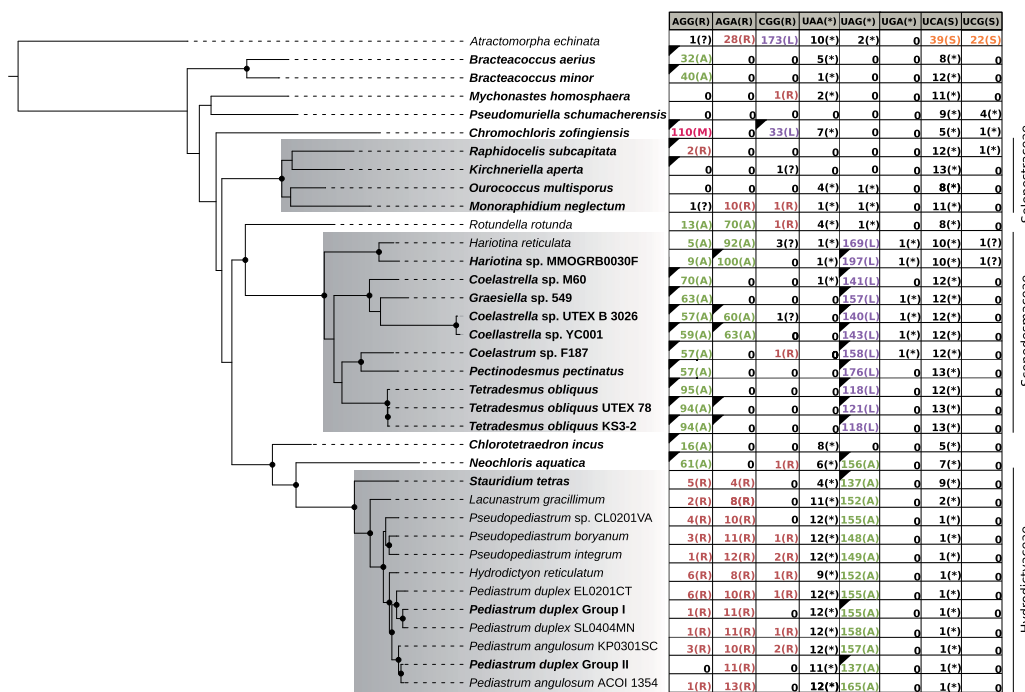 AGG(R) AGA(R) CGG(R) UAA(*) UAG(*) UGA(*) UCA(S) UCG(S)
Atractomorpha echinata 1(?) 28(R) 173(L) 10(*) 2(*) 0 39(S) 22(S)
Bracteacoccus aerius 32(A) 0 0 5(*) 0 0 8(*) 0
Bracteacoccus minor 40(A) 0 0 1(*) 0 0 12(*) 0
Mychonastes homosphaera 0 0 1(R) 2(*) 0 0 11(*) 0
Pseudomuriella schumacherensis 0 0 0 0 0 0 9(*) 4(*)
Chromochloris zofingiensis 110(M) 0 33(L) 7(*) 0 0 5(*) 1(*)
Raphidocelis subcapitata 2(R) 0 0 0 0 0 12(*) 1(*)
Kirchneriella aperta 0 0 1(?) 0 0 0 13(*) 0
Ourococcus multisporus 0 0 0 4(*) 1(*) 0 8(*) 0
Monoraphidium neglectum 1(?) 10(R) 1(R) 1(*) 1(*) 0 11(*) 0
Rotundella rotunda 13(A) 70(A) 1(R) 4(*) 1(*) 0 8(*) 0
Hariotina reticulata 5(A) 92(A) 3(?) 1(*) 169(L) 1(*) 10(*) 1(?)
Hariotina sp. MMOGRB0030F 9(A) 100(A) 0 1(*) 197(L) 1(*) 10(*) 1(?)
Coelastrella sp. M60 70(A) 0 0 1(*) 141(L) 0 12(*) 0
Graesiella sp. 549 63(A) 0 0 0 157(L) 1(*) 12(*) 0
Coelastrella sp. UTEX B 3026 57(A) 60(A) 1(?) 0 140(L) 1(*) 12(*) 0
Coellastrella sp. YC001 59(A) 63(A) 0 0 143(L) 1(*) 12(*) 0
Coelastrum sp. F187 57(A) 0 1(R) 0 158(L) 1(*) 12(*) 0
Pectinodesmus pectinatus 57(A) 0 0 0 176(L) 0 13(*) 0
Tetradesmus obliquus 95(A) 0 0 0 118(L) 0 12(*) 0
Tetradesmus obliquus UTEX 78 94(A) 0 0 0 121(L) 0 13(*) 0
Tetradesmus obliquus KS3-2 94(A) 0 0 0 118(L) 0 13(*) 0
Chlorotetraedron incus 16(A) 0 0 8(*) 0 0 5(*) 0
Neochloris aquatica 61(A) 0 1(R) 6(*) 156(A) 0 7(*) 0
Stauridium tetras 5(R) 4(R) 0 4(*) 137(A) 0 9(*) 0
Lacunastrum gracillimum 2(R) 8(R) 0 11(*) 152(A) 0 2(*) 0
Pseudopediastrum sp. CL0201VA 4(R) 10(R) 0 12(*) 155(A) 0 1(*) 0
Pseudopediastrum boryanum 3(R) 11(R) 1(R) 12(*) 148(A) 0 1(*) 0
Pseudopediastrum integrum 1(R) 12(R) 2(R) 12(*) 149(A) 0 1(*) 0
Hydrodictyon reticulatum 6(R) 8(R) 1(R) 9(*) 152(A) 0 1(*) 0
Pediastrum duplex EL0201CT 6(R) 10(R) 1(R) 12(*) 155(A) 0 1(*) 0
Pediastrum duplex Group I 1(R) 11(R) 0 12(*) 155(A) 0 1(*) 0
Pediastrum duplex SL0404MN 1(R) 11(R) 1(R) 12(*) 158(A) 0 1(*) 0
Pediastrum angulosum KP0301SC 3(R) 10(R) 2(R) 12(*) 157(A) 0 1(*) 0
Pediastrum duplex Group II 0 11(R) 0 11(*) 137(A) 0 1(*) 0
Pediastrum angulosum ACOI 1354 1(R) 13(R) 0 12(*) 165(A) 0 1(*) 0